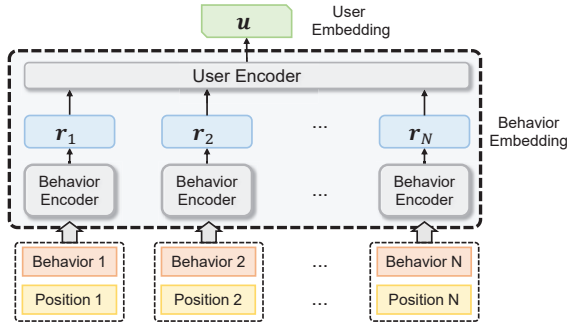 u
User
Embedding
User Encoder
r1 r2 ... rN
Behavior
Embedding
Behavior
Encoder
Behavior
Encoder
...
Behavior
Encoder
Behavior 1 Behavior 2 ... Behavior N
Position 1 Position 2 ... Position N